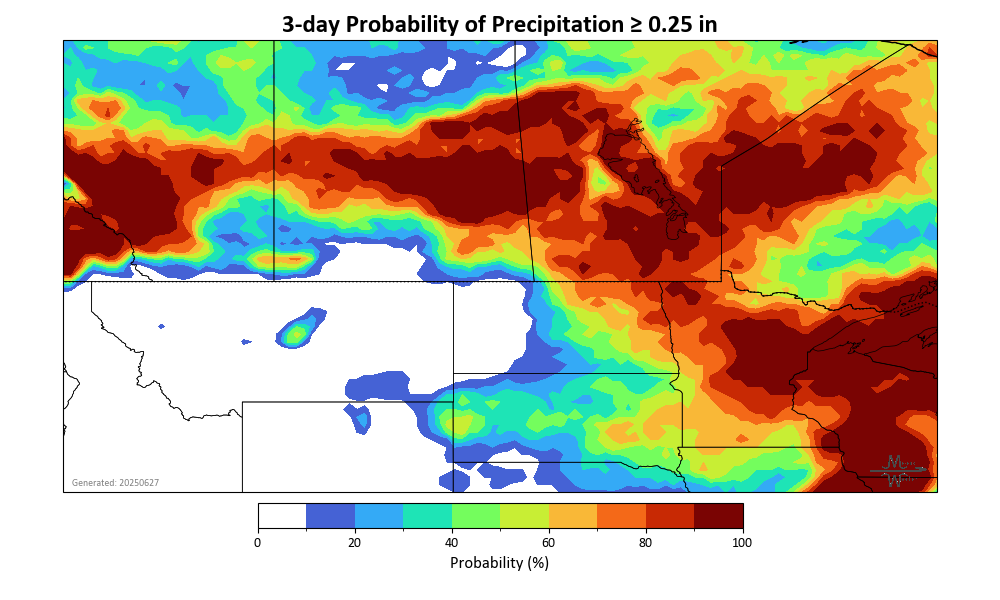 3-day Probability of Precipitation ≥ 0.25 in
Generated: 20250627
0 20 40 60 80 100
Probability (%)